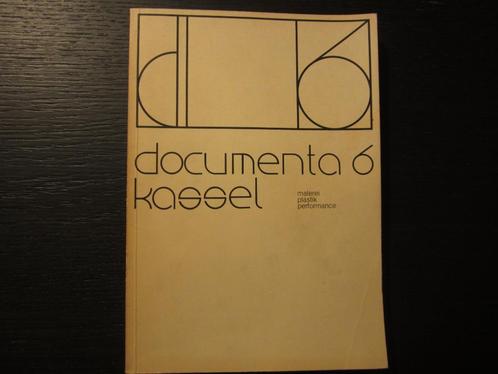 d 6
documenta 6
kassel
malerei
plastik
performance